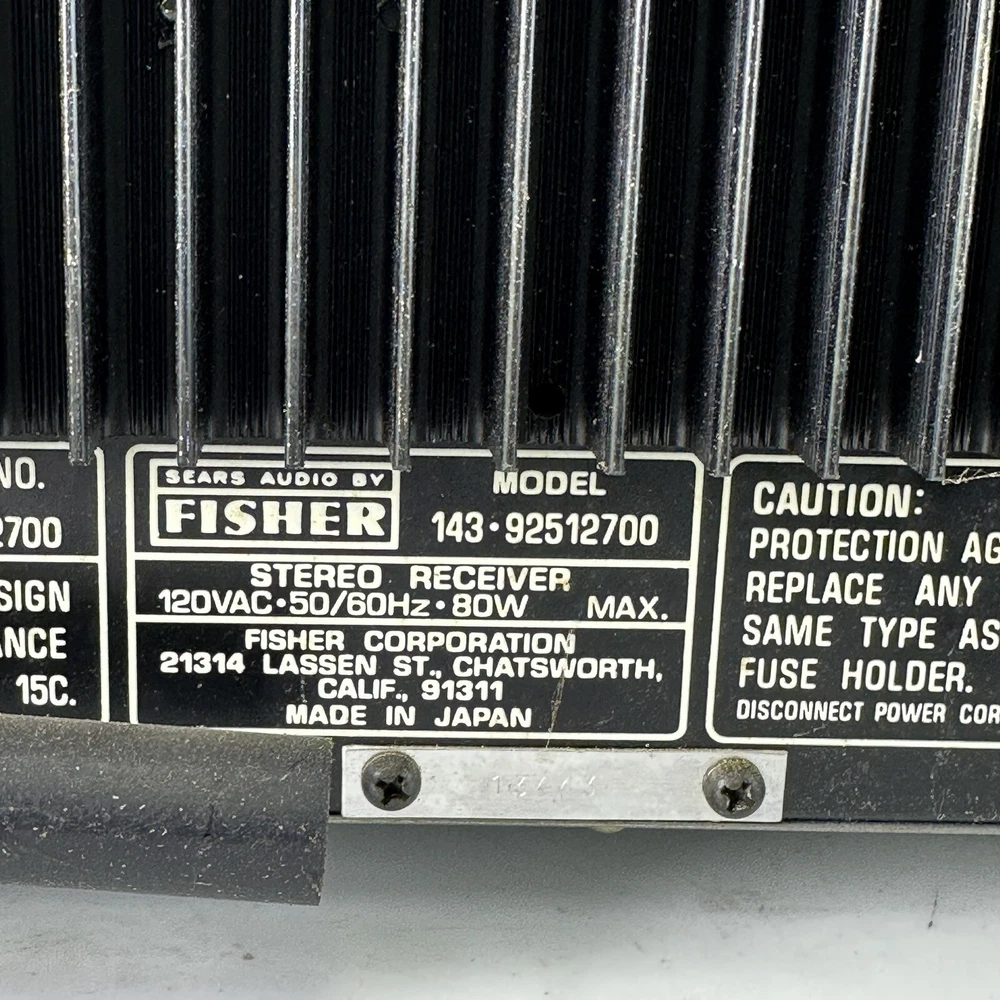 NO.
2700
SIGN
ANCE
15C.
SEARS AUDIO BY
FISHER
MODEL
143•92512700
STEREO RECEIVER
120VAC•50/60Hz•80W MAX.
FISHER CORPORATION
21314 LASSEN ST., CHATSWORTH,
CALIF., 91311
MADE IN JAPAN
CAUTION:
PROTECTION AG
REPLACE ANY
SAME TYPE AS
FUSE HOLDER.
DISCONNECT POWER COR